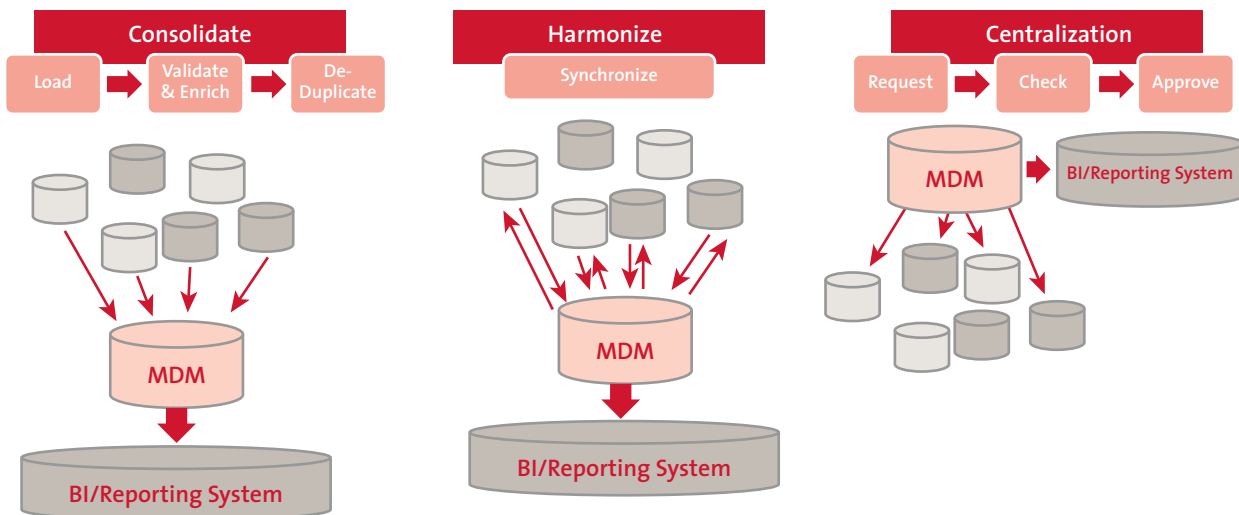 Consolidate
Load
Validate
& Enrich
De-
Duplicate
MDM
BI/Reporting System
Harmonize
Synchronize
MDM
BI/Reporting System
Centralization
Request
Check
Approve
MDM
BI/Reporting System